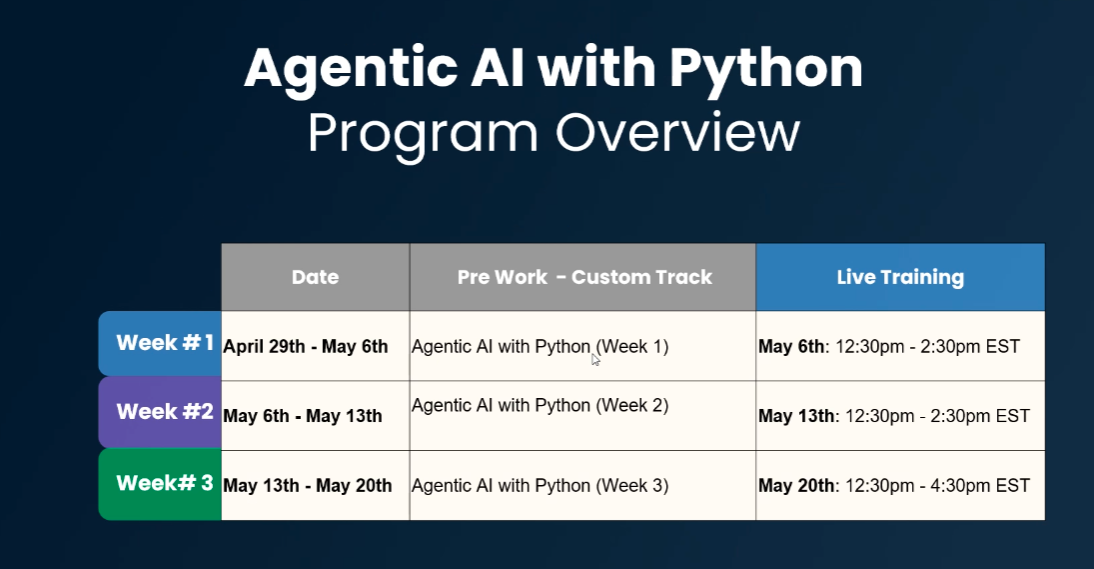 Agentic AI with Python
Program Overview
Date Pre Work - Custom Track Live Training
Week # 1 April 29th - May 6th Agentic AI with Python (Week 1) May 6th: 12:30pm - 2:30pm EST
Week #2 May 6th - May 13th Agentic AI with Python (Week 2) May 13th: 12:30pm - 2:30pm EST
Week# 3 May 13th - May 20th Agentic AI with Python (Week 3) May 20th: 12:30pm - 4:30pm EST